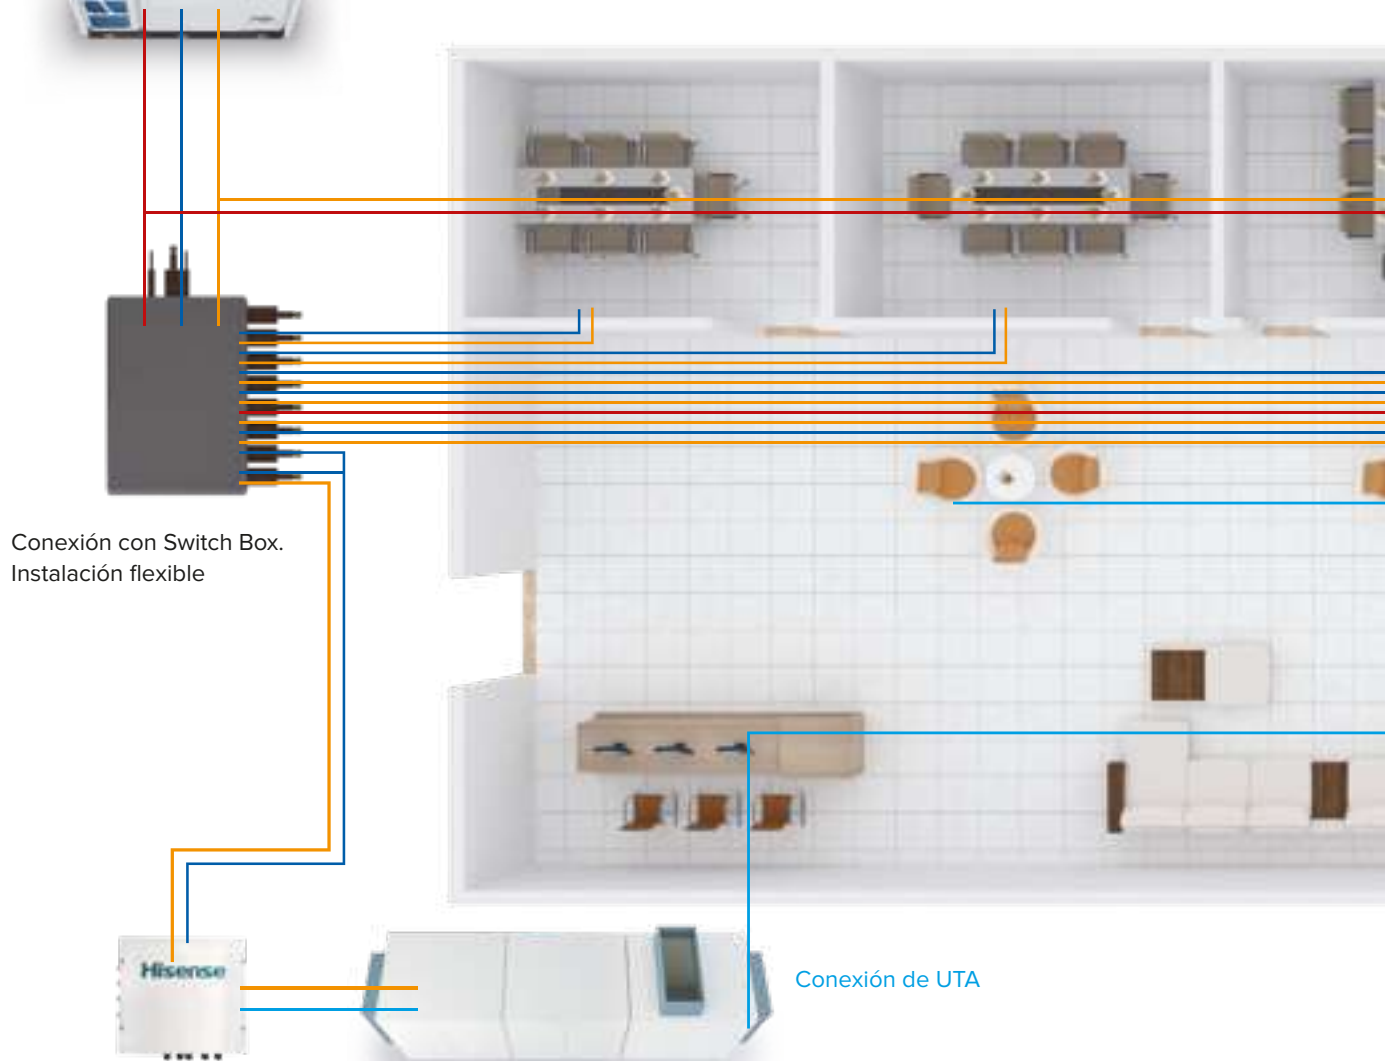 Conexión con Switch Box.
Instalación flexible
Hisense
Conexión de UTA